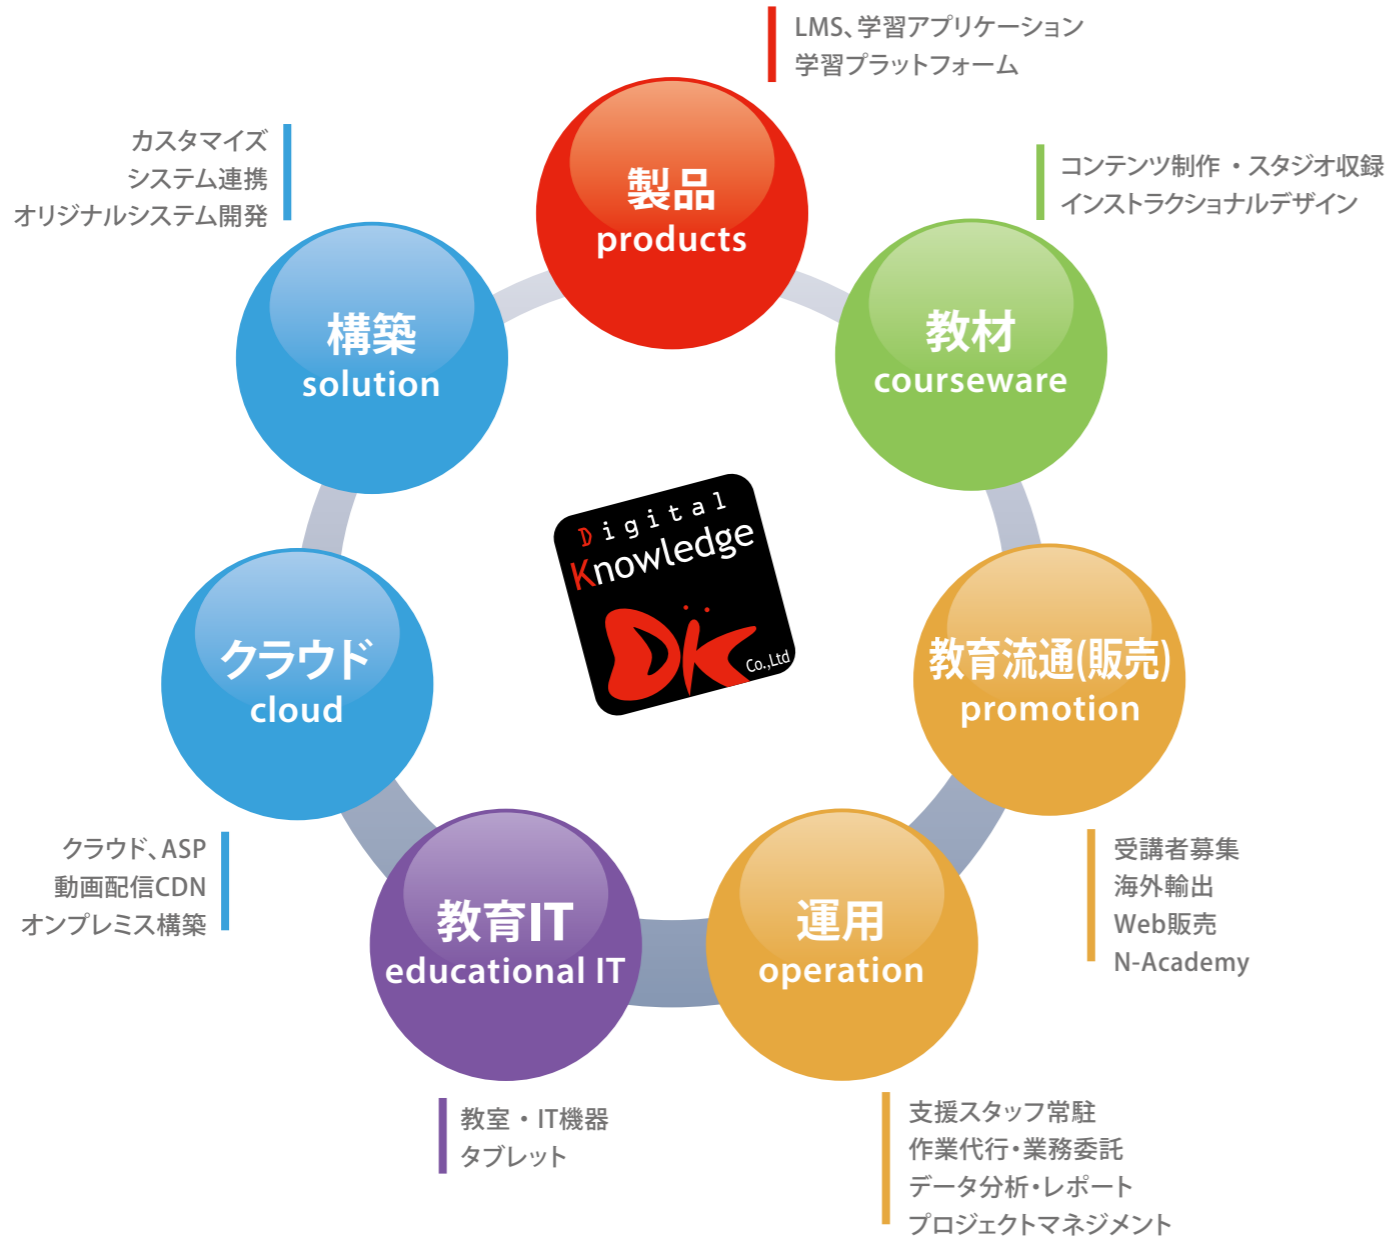 LMS、学習アプリケーション
学習プラットフォーム
製品
products
カスタマイズ
システム連携
オリジナルシステム開発
構築
solution
コンテンツ制作 ・ スタジオ収録
インストラクショナルデザイン
教材
courseware
Digital
Knowledge
DK
Co.,Ltd
クラウド
cloud
クラウド、ASP
動画配信CDN
オンプレミス構築
教育流通(販売)
promotion
受講者募集
海外輸出
Web販売
N-Academy
教育IT
educational IT
教室 ・ IT機器
タブレット
運用
operation
支援スタッフ常駐
作業代行・業務委託
データ分析・レポート
プロジェクトマネジメント